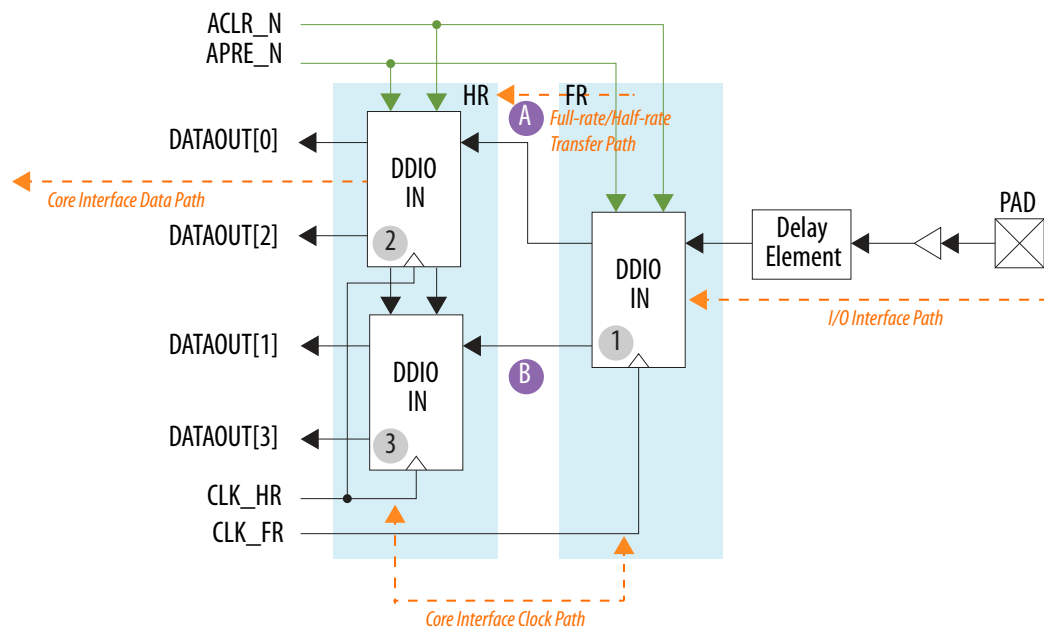 ACLR_N
APRE_N
HR
FR
A
Full-rate/Half-rate
Transfer Path
DATAOUT[0]
DDIO
IN
Core Interface Data Path
DATAOUT[2]
2
PAD
Delay
Element
DDIO
IN
1
I/O Interface Path
DATAOUT[1]
DDIO
IN
B
DATAOUT[3]
3
CLK_HR
CLK_FR
Core Interface Clock Path